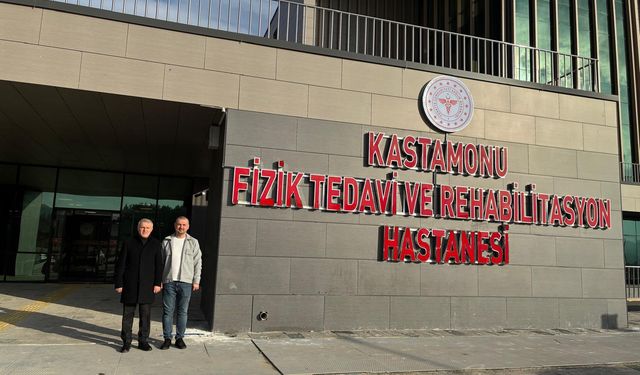 KASTAMONU
FİZİK TEDAVİ VE REHABİLİTASYON
HASTANESİ